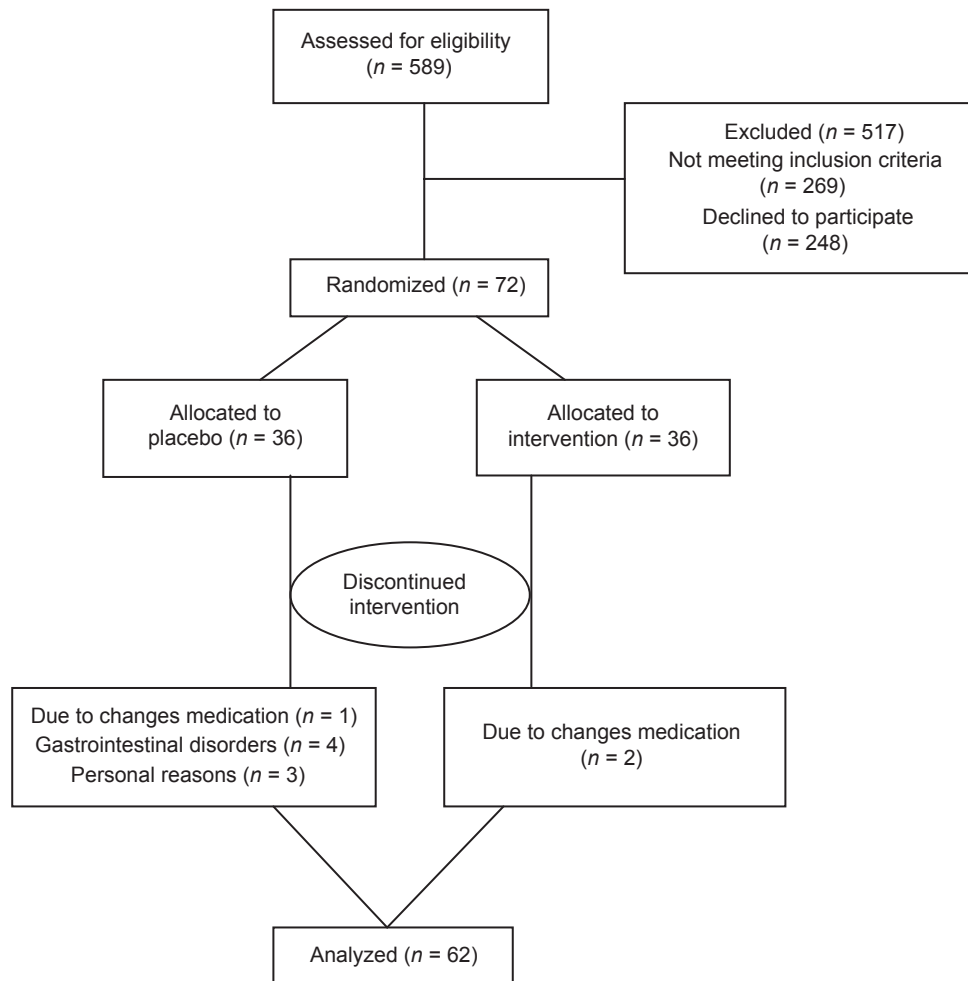 Assessed for eligibility
(n = 589)
Excluded (n = 517)
Not meeting inclusion criteria
(n = 269)
Declined to participate
(n = 248)
Randomized (n = 72)
Allocated to
placebo (n = 36)
Allocated to
intervention (n = 36)
Discontinued
intervention
Due to changes medication (n = 1)
Gastrointestinal disorders (n = 4)
Personal reasons (n = 3)
Due to changes medication
(n = 2)
Analyzed (n = 62)